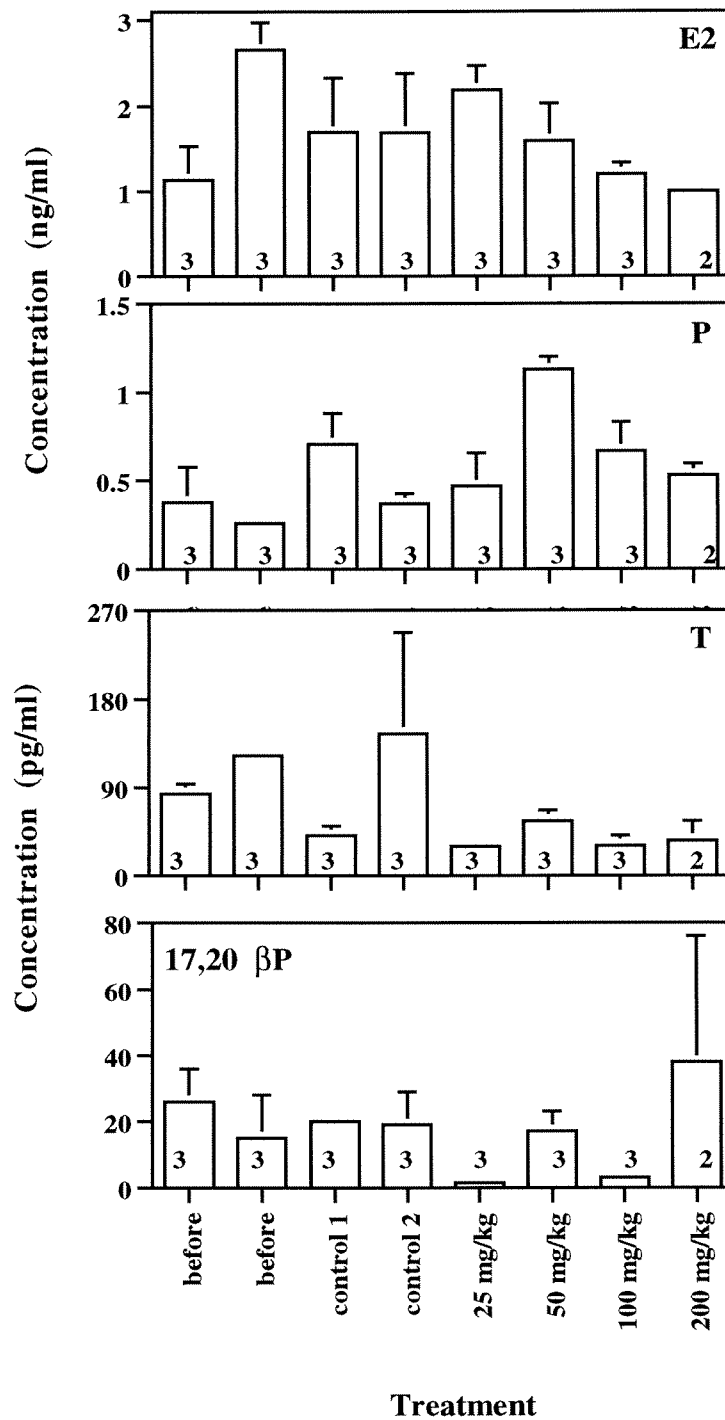 Concentration (ng/ml)
3
2
1
0
E2
3 3 3 3 3 3 3 2
1.5
1
0.5
0
P
3 3 3 3 3 3 3 2
Concentration (pg/ml)
270
180
90
0
T
3 3 3 3 3 3 3 2
80
60
40
20
0
17,20 βP
3 3 3 3 3 3 3 2
before
before
control 1
control 2
25 mg/kg
50 mg/kg
100 mg/kg
200 mg/kg
Treatment